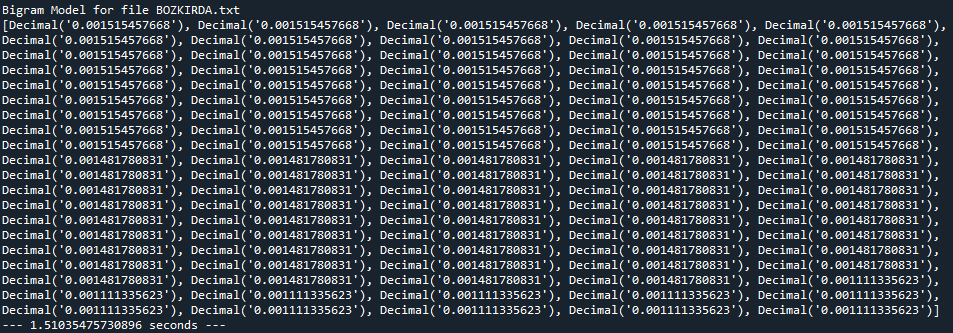 Bigram Model for file BOZKIRDA.txt
[Decimal('0.001515457668'), Decimal('0.001515457668'), Decimal('0.001515457668'), Decimal('0.001515457668'), Decimal('0.001515457668'),
Decimal('0.001515457668'), Decimal('0.001515457668'), Decimal('0.001515457668'), Decimal('0.001515457668'), Decimal('0.001515457668'),
Decimal('0.001515457668'), Decimal('0.001515457668'), Decimal('0.001515457668'), Decimal('0.001515457668'), Decimal('0.001515457668'),
Decimal('0.001515457668'), Decimal('0.001515457668'), Decimal('0.001515457668'), Decimal('0.001515457668'), Decimal('0.001515457668'),
Decimal('0.001515457668'), Decimal('0.001515457668'), Decimal('0.001515457668'), Decimal('0.001515457668'), Decimal('0.001515457668'),
Decimal('0.001515457668'), Decimal('0.001515457668'), Decimal('0.001515457668'), Decimal('0.001515457668'), Decimal('0.001515457668'),
Decimal('0.001515457668'), Decimal('0.001515457668'), Decimal('0.001515457668'), Decimal('0.001515457668'), Decimal('0.001515457668'),
Decimal('0.001515457668'), Decimal('0.001515457668'), Decimal('0.001515457668'), Decimal('0.001515457668'), Decimal('0.001515457668'),
Decimal('0.001515457668'), Decimal('0.001515457668'), Decimal('0.001515457668'), Decimal('0.001515457668'), Decimal('0.001515457668'),
Decimal('0.001481780831'), Decimal('0.001481780831'), Decimal('0.001481780831'), Decimal('0.001481780831'), Decimal('0.001481780831'),
Decimal('0.001481780831'), Decimal('0.001481780831'), Decimal('0.001481780831'), Decimal('0.001481780831'), Decimal('0.001481780831'),
Decimal('0.001481780831'), Decimal('0.001481780831'), Decimal('0.001481780831'), Decimal('0.001481780831'), Decimal('0.001481780831'),
Decimal('0.001481780831'), Decimal('0.001481780831'), Decimal('0.001481780831'), Decimal('0.001481780831'), Decimal('0.001481780831'),
Decimal('0.001481780831'), Decimal('0.001481780831'), Decimal('0.001481780831'), Decimal('0.001481780831'), Decimal('0.001481780831'),
Decimal('0.001481780831'), Decimal('0.001481780831'), Decimal('0.001481780831'), Decimal('0.001481780831'), Decimal('0.001481780831'),
Decimal('0.001481780831'), Decimal('0.001481780831'), Decimal('0.001481780831'), Decimal('0.001481780831'), Decimal('0.001481780831'),
Decimal('0.001481780831'), Decimal('0.001481780831'), Decimal('0.001481780831'), Decimal('0.001481780831'), Decimal('0.001481780831'),
Decimal('0.001481780831'), Decimal('0.001481780831'), Decimal('0.001481780831'), Decimal('0.001481780831'), Decimal('0.001481780831'),
Decimal('0.001111335623'), Decimal('0.001111335623'), Decimal('0.001111335623'), Decimal('0.001111335623'), Decimal('0.001111335623'),
Decimal('0.001111335623'), Decimal('0.001111335623'), Decimal('0.001111335623'), Decimal('0.001111335623'), Decimal('0.001111335623')]
--- 1.51035475730896 seconds ---